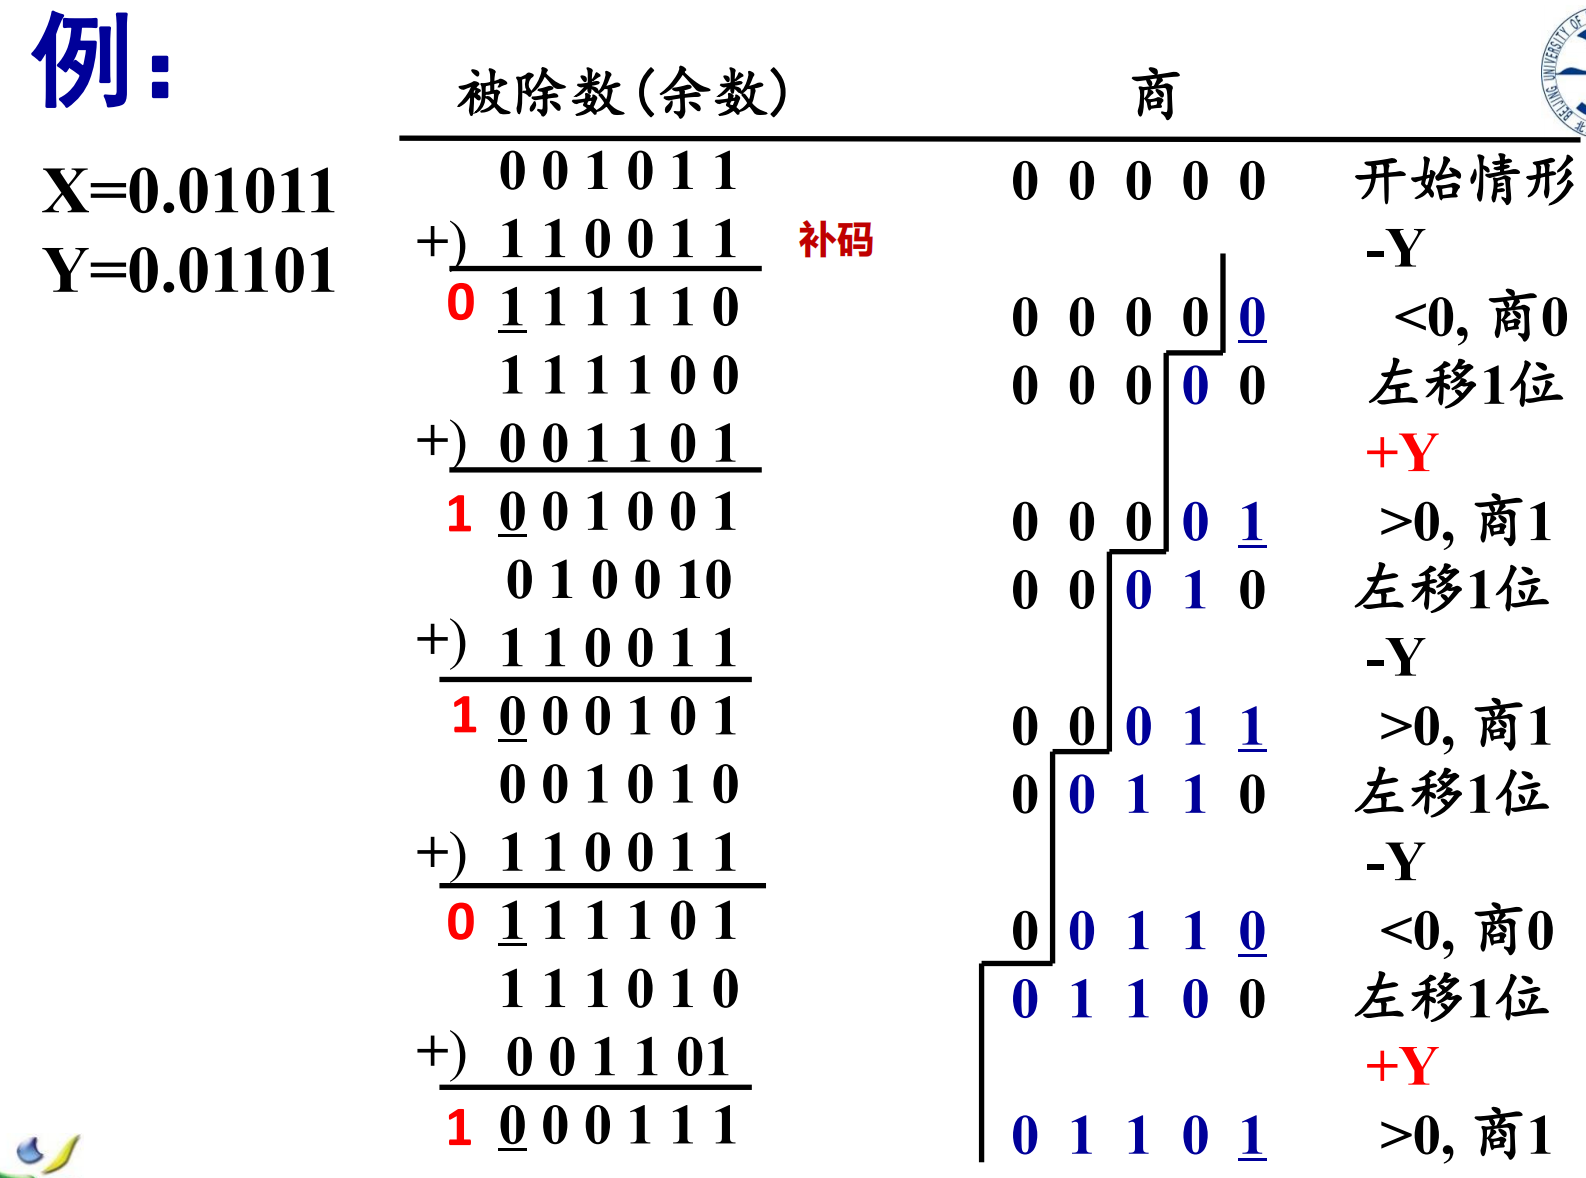 例：
被除数(余数) 商
X=0.01011
Y=0.01101
0 0 1 0 1 1 0 0 0 0 0 开始情形
+) 1 1 0 0 1 1 补码 -Y
0 1 1 1 1 1 0 0 0 0 0 0 <0, 商0
1 1 1 1 0 0 0 0 0 0 0 左移1位
+) 0 0 1 1 0 1 +Y
1 0 0 1 0 0 1 0 0 0 0 1 >0, 商1
0 1 0 0 10 0 0 0 1 0 左移1位
+) 1 1 0 0 1 1 -Y
1 0 0 0 1 0 1 0 0 0 1 1 >0, 商1
0 0 1 0 1 0 0 0 1 1 0 左移1位
+) 1 1 0 0 1 1 -Y
0 1 1 1 1 0 1 0 0 1 1 0 <0, 商0
1 1 1 0 1 0 0 1 1 0 0 左移1位
+) 0 0 1 1 01 +Y
1 0 0 0 1 1 1 0 1 1 0 1 >0, 商1